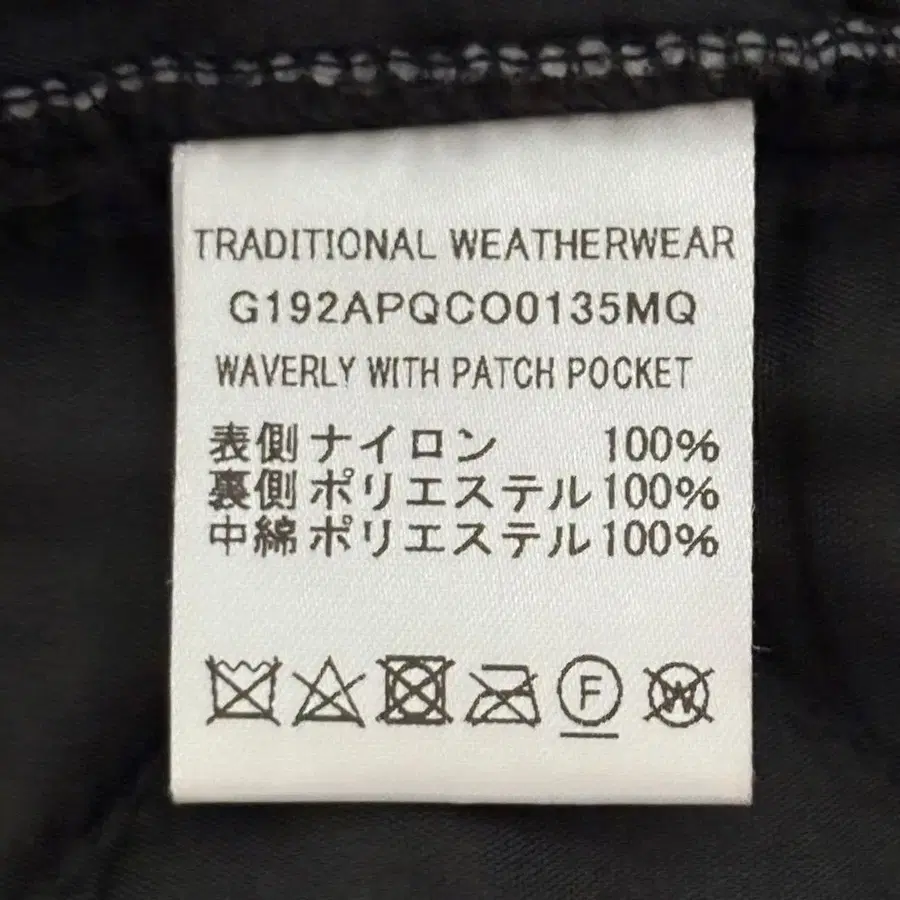 TRADITIONAL WEATHERWEAR
G192APQCO0135MQ
WAVERLY WITH PATCH POCKET
表側 ナイロン 100%
裏側 ポリエステル 100%
中綿 ポリエステル 100%
F W